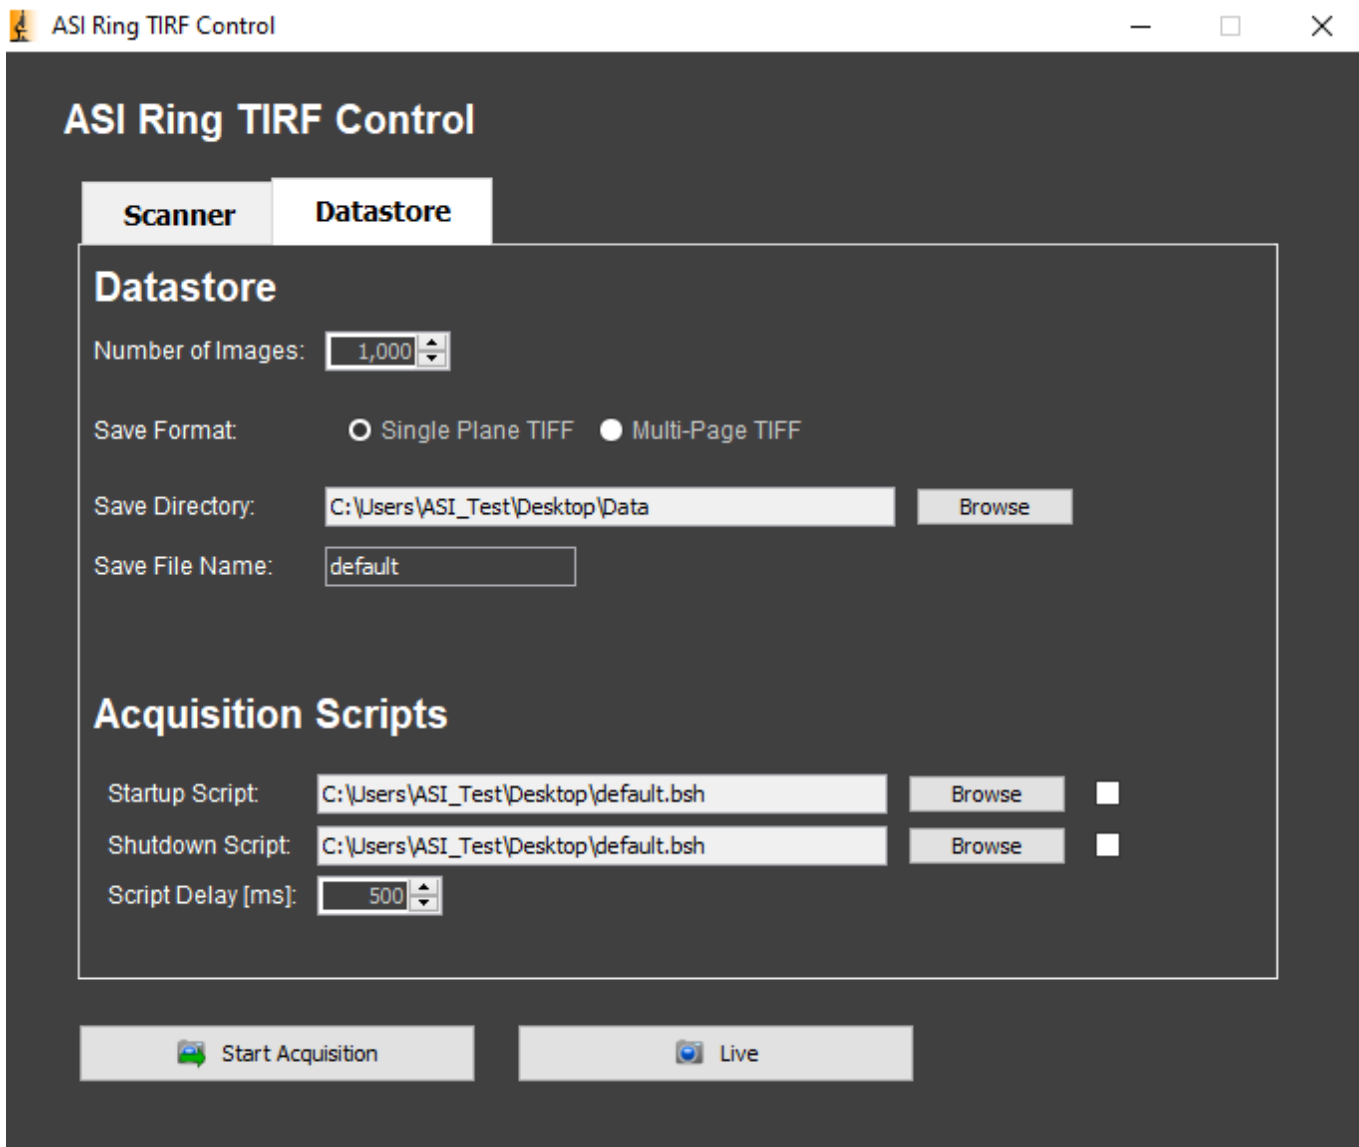 ASI Ring TIRF Control
ASI Ring TIRF Control
Scanner Datastore
Datastore
Number of Images: 1,000
Save Format: Single Plane TIFF Multi-Page TIFF
Save Directory: C:\Users\ASI_Test\Desktop\Data Browse
Save File Name: default
Acquisition Scripts
Startup Script: C:\Users\ASI_Test\Desktop\default.bsh Browse
Shutdown Script: C:\Users\ASI_Test\Desktop\default.bsh Browse
Script Delay [ms]: 500
Start Acquisition Live